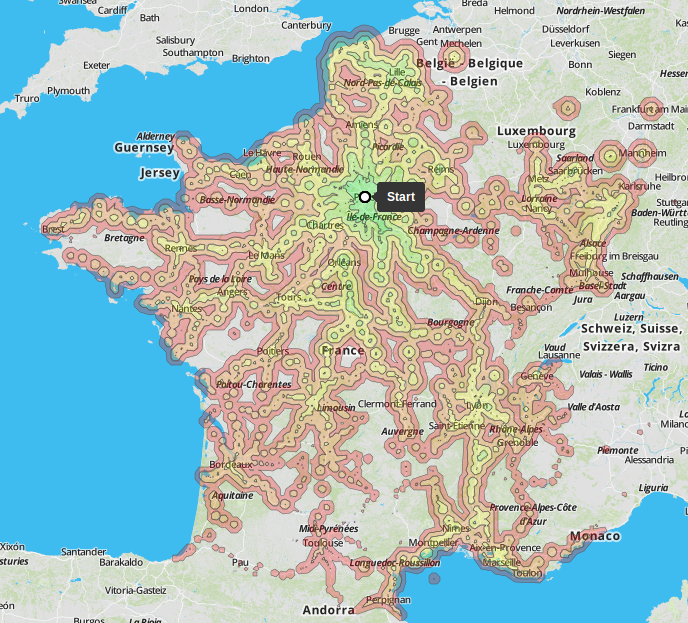 Swansea
Cardiff
London
Bath
Canterbury
Brugge
Breda
Helmond
Nordrhein-Westfalen
Antwerpen
Gent
Mechelen
Düsseldorf
Leverkusen
Bonn
Siegen
Salisbury
Southampton
Brighton
Exeter
Plymouth
Truro
België - Belgique
- Belgien
Lille
Nord-Pas-de-Calais
Koblenz
Frankfurt am Main
Darmstadt
Luxembourg
Luxembourg
Amiens
Picardie
Alderney
Guernsey
Jersey
Le Havre
Rouen
Haute-Normandie
Caen
Basse-Normandie
Reims
Metz
Saarland
Saarbrücken
Mannheim
Karlsruhe
Lorraine
Nancy
Start
Île-de-France
Chartres
Champagne-Ardenne
Alsace
Freiburg im Breisgau
Mulhouse
Basel-Stadt
Schaffhausen
Brest
Bretagne
Rennes
Le Mans
Orléans
Centre
Pays de la Loire
Angers
Tours
Nantes
Dijon
Bourgogne
Franche-Comté
Besançon
Jura
Aargau
Luzern
Schweiz, Suisse,
Svizzera, Svizra
Vaud
Lausanne
Ticino
Valais - Wallis
Genève
France
Poitiers
Poitou-Charentes
Limousin
Clermont-Ferrand
Auvergne
Lyon
Saint-Étienne
Rhône-Alpes
Grenoble
Valle d'Aosta
Piemonte
Alessandria
Liguria
Bordeaux
Aquitaine
Midi-Pyrénées
Toulouse
Languedoc-Roussillon
Montpellier
Nîmes
Provence-Alpes-Côte
d'Azur
Aix-en-Provence
Marseille
Toulon
Monaco
Perpignan
Andorra
Pau
Xixón
Santander
Barakaldo
Vitoria-Gasteiz
Burgos
La Rioja